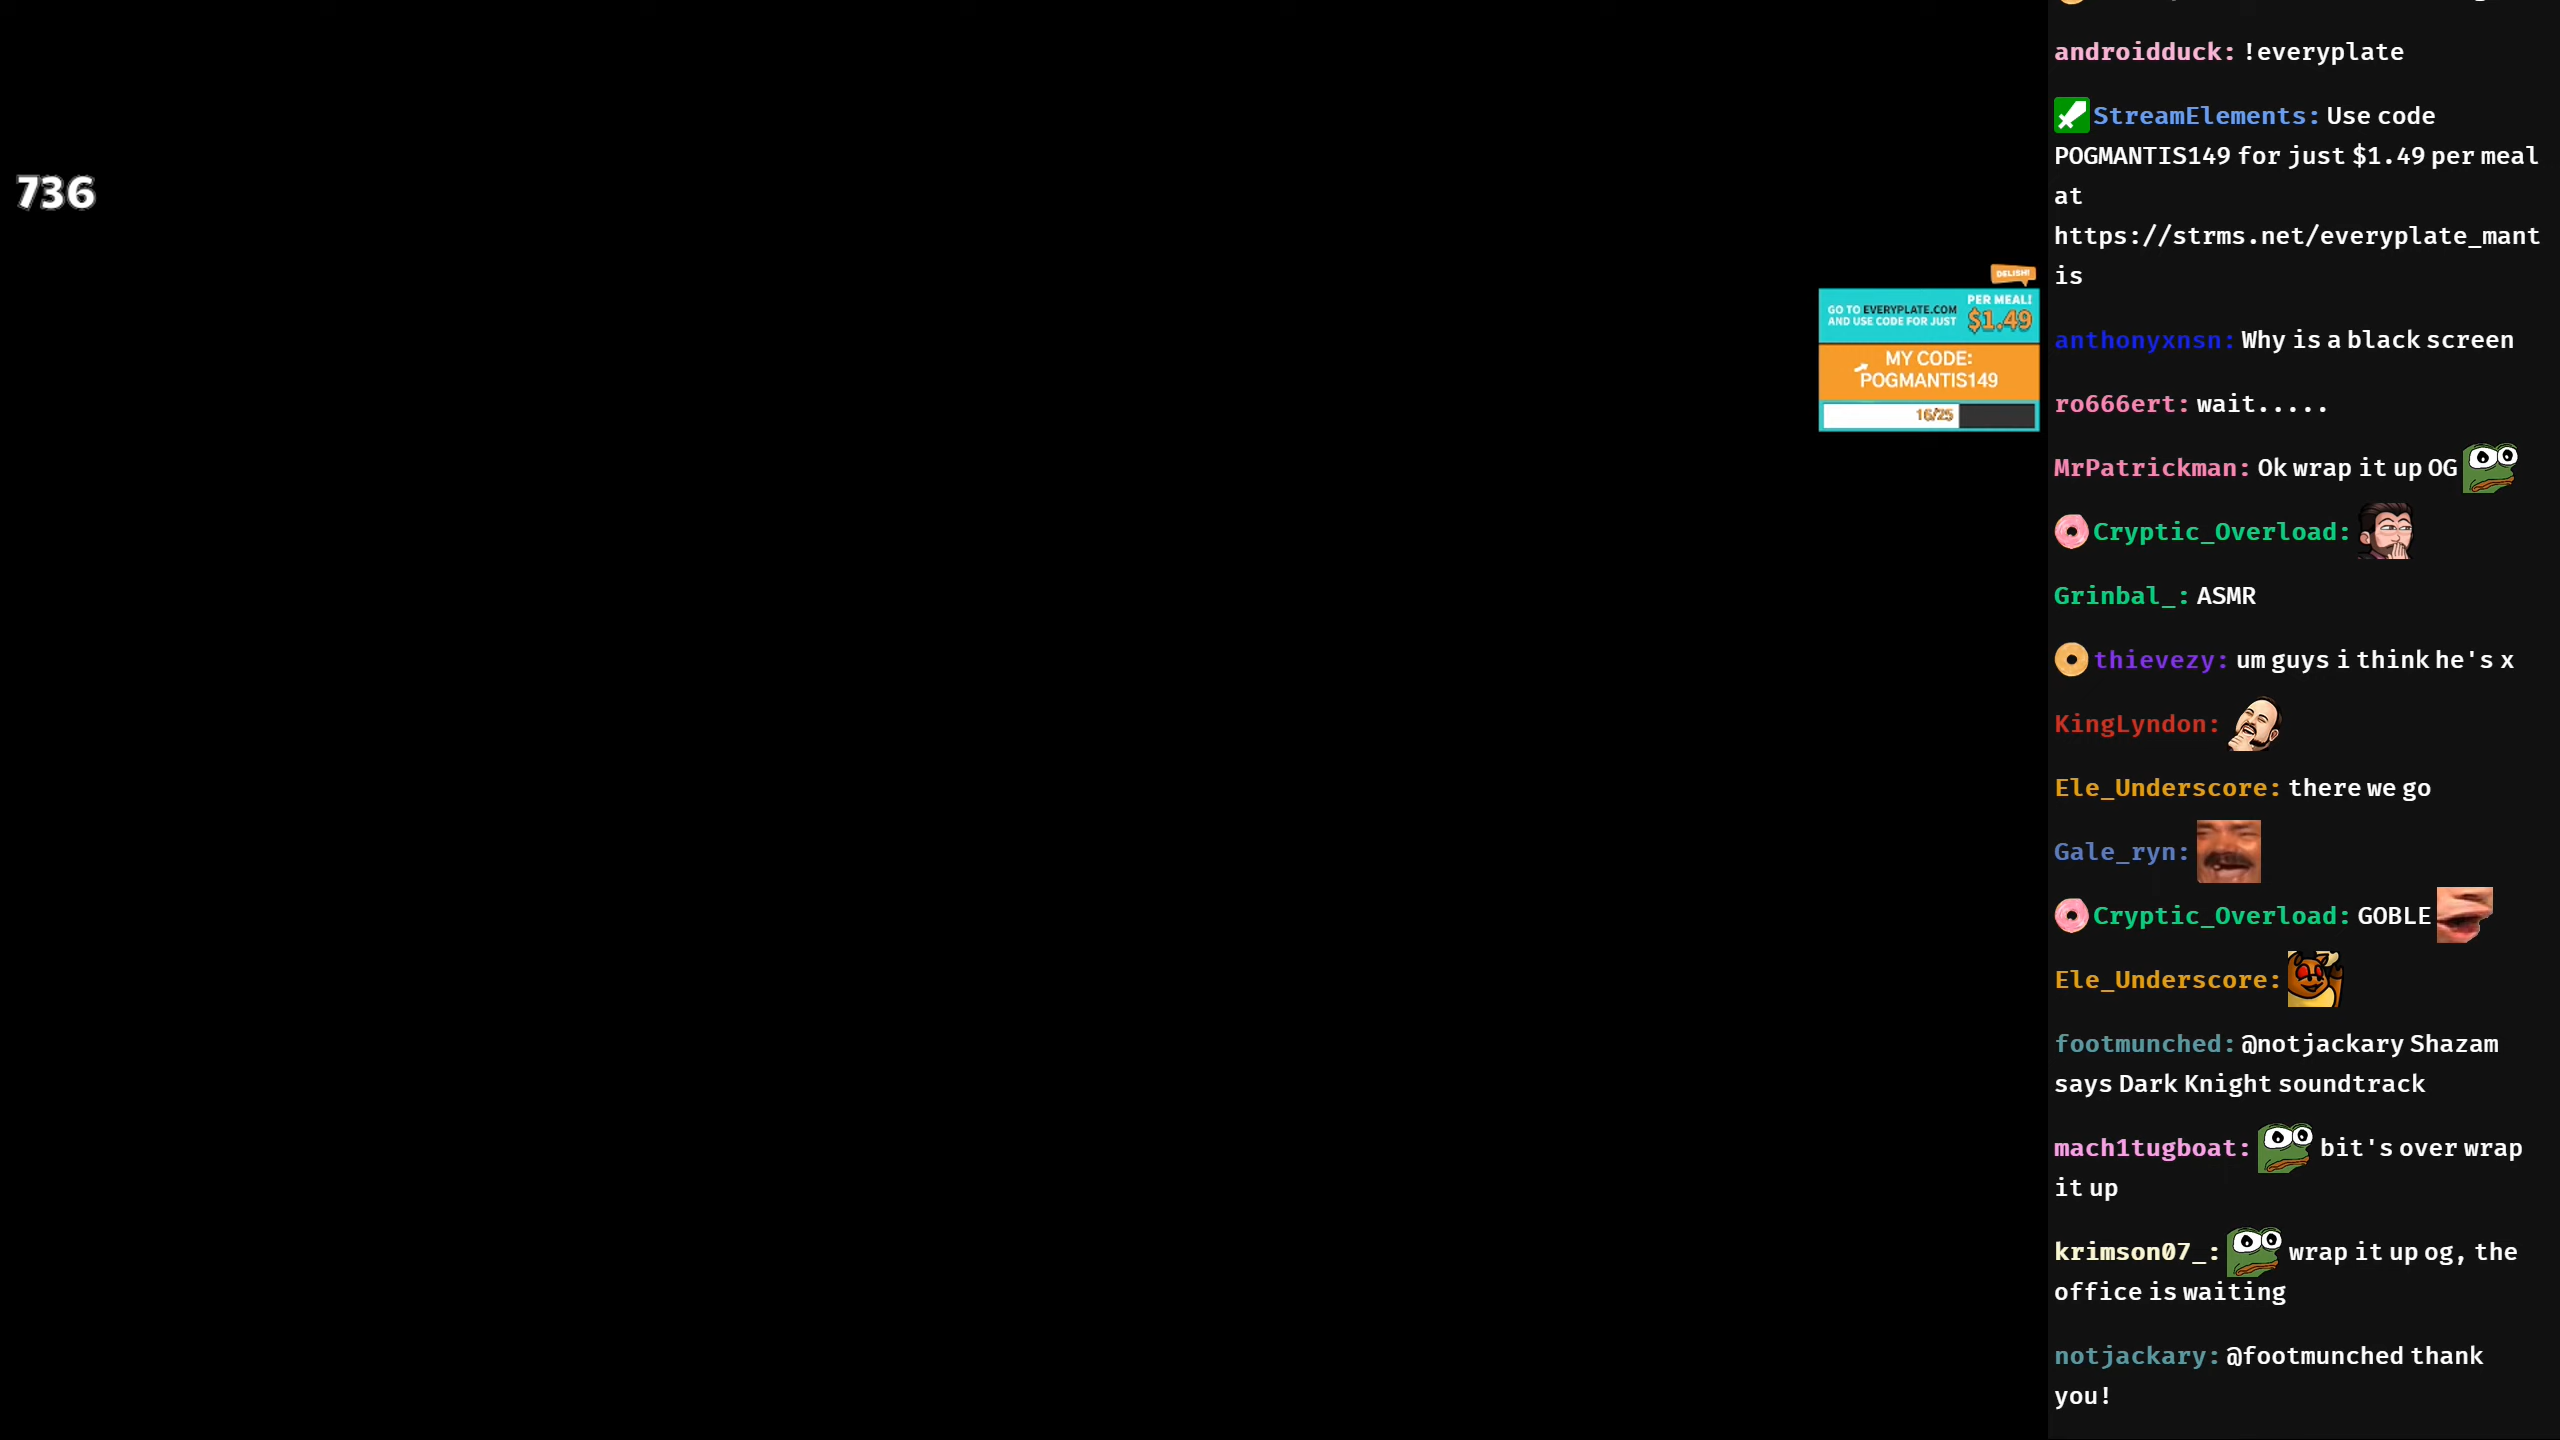 736
DELISH!
GO TO EVERYPLATE.COM
AND USE CODE FOR JUST
PER MEAL!
$1.49
MY CODE:
POGMANTIS149
16/25
androidduck: !everyplate
StreamElements: Use code
POGMANTIS149 for just $1.49 per meal
at
https://strms.net/everyplate_mant
is
anthonyxnsn: Why is a black screen
ro666ert: wait.....
MrPatrickman: Ok wrap it up OG
Cryptic_Overload:
Grinbal_: ASMR
thievezy: um guys i think he's x
KingLyndon:
Ele_Underscore: there we go
Gale_ryn:
Cryptic_Overload: GOBLE
Ele_Underscore:
footmunched: @notjackary Shazam
says Dark Knight soundtrack
mach1tugboat: bit's over wrap
it up
krimson07_: wrap it up og, the
office is waiting
notjackary: @footmunched thank
you!